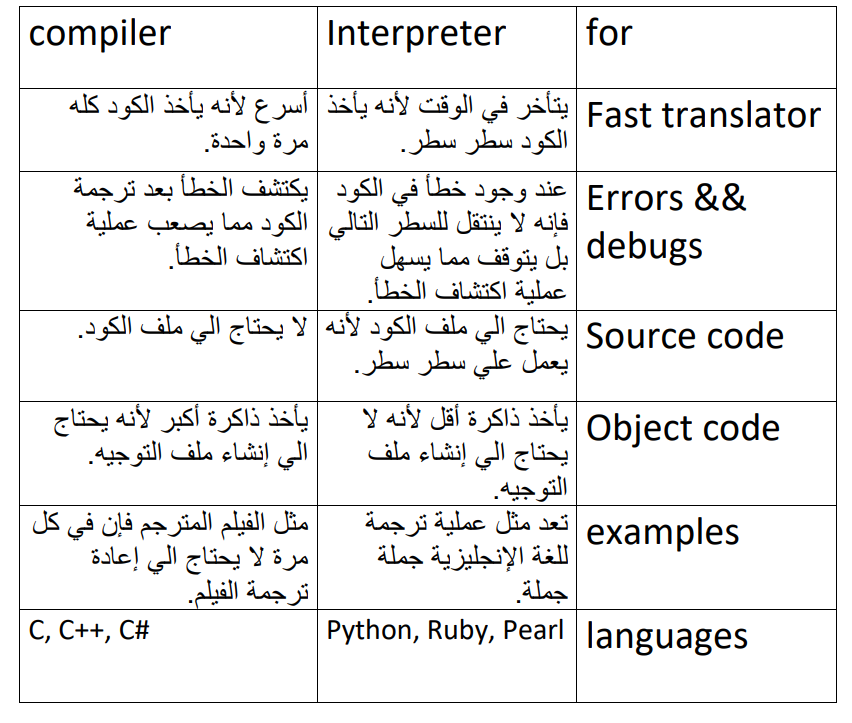 compiler
Interpreter
for
أسرع لأنه يأخذ الكود كله
مرة واحدة.
يتأخر في الوقت لأنه يأخذ
الكود سطر سطر.
Fast translator
يكتشف الخطأ بعد ترجمة
الكود مما يصعب عملية
اكتشاف الخطأ.
عند وجود خطأ في الكود
فإنه لا ينتقل للسطر التالي
بل يتوقف مما يسهل
عملية اكتشاف الخطأ.
Errors &&
debugs
لا يحتاج الي ملف الكود.
يحتاج الي ملف الكود لأنه
يعمل علي سطر سطر.
Source code
يأخذ ذاكرة أكبر لأنه يحتاج
الي إنشاء ملف التوجيه.
يأخذ ذاكرة أقل لأنه لا
يحتاج الي إنشاء ملف
التوجيه.
Object code
مثل الفيلم المترجم فإن في كل
مرة لا يحتاج الي إعادة
ترجمة الفيلم.
تعد مثل عملية ترجمة
للغة الإنجليزية جملة
جملة.
examples
C, C++, C#
Python, Ruby, Pearl
languages